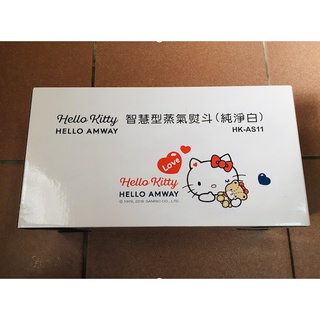 Hello Kitty
HELLO AMWAY
智慧型蒸氣熨斗(純淨白)
HK-AS11
Love
Hello Kitty
HELLO AMWAY
© 1976, 2018 SANRIO CO., LTD.